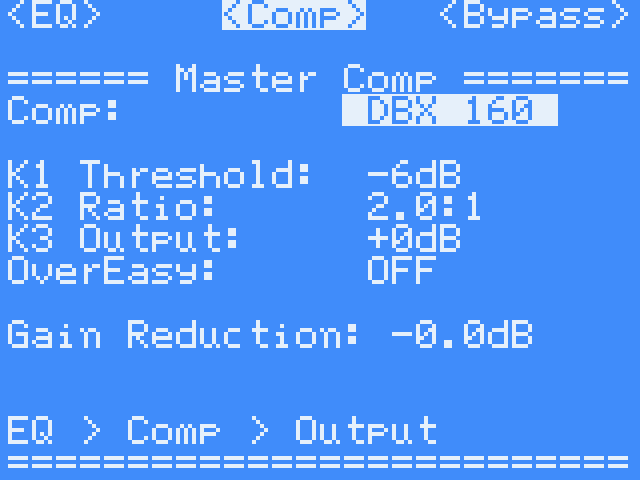 <EQ> <Comp> <Bypass>
====== Master Comp =======
Comp: DBX 160
K1 Threshold: -6dB
K2 Ratio: 2.0:1
K3 Output: +0dB
OverEasy: OFF
Gain Reduction: -0.0dB
EQ > Comp > Output
==========================